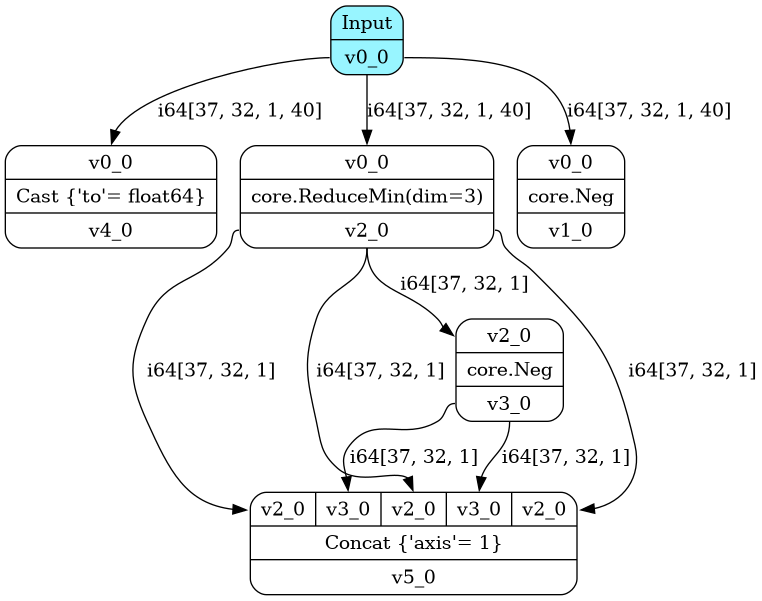 Input
v0_0
i64[37, 32, 1, 40]
i64[37, 32, 1, 40]
i64[37, 32, 1, 40]
v0_0
Cast {'to'= float64}
v4_0
v0_0
core.ReduceMin(dim=3)
v2_0
v0_0
core.Neg
v1_0
i64[37, 32, 1]
v2_0
core.Neg
v3_0
i64[37, 32, 1]
i64[37, 32, 1]
i64[37, 32, 1]
i64[37, 32, 1]
i64[37, 32, 1]
v2_0 v3_0 v2_0 v3_0 v2_0
Concat {'axis'= 1}
v5_0